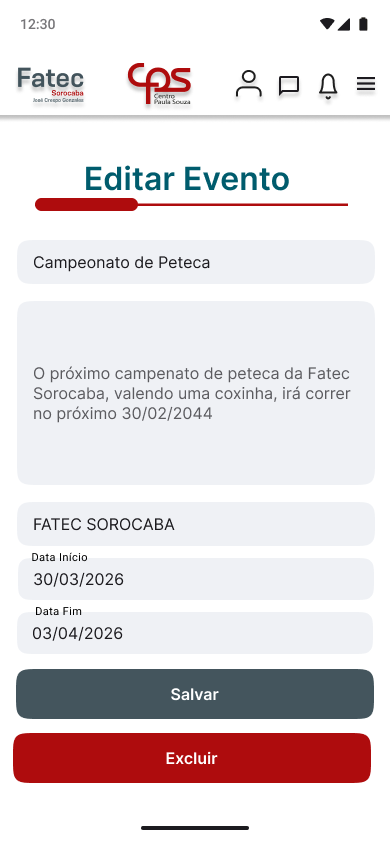 12:30
Fatec
Sorocaba
José Crespo Gonzales
CPS
Centro
Paula Souza
Editar Evento
Campeonato de Peteca
O próximo campenato de peteca da Fatec
Sorocaba, valendo uma coxinha, irá correr
no próximo 30/02/2044
FATEC SOROCABA
Data Início
30/03/2026
Data Fim
03/04/2026
Salvar
Excluir